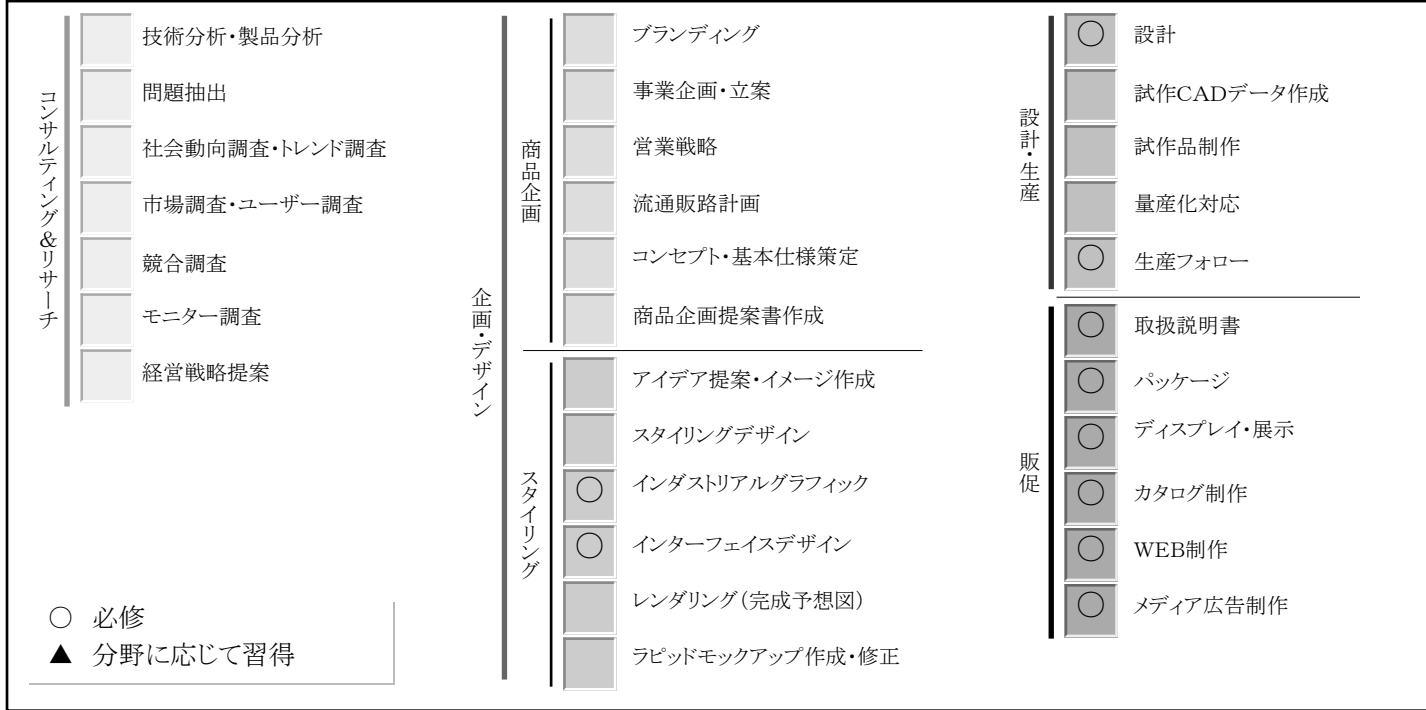 コンサルティング&リサーチ
技術分析・製品分析
問題抽出
社会動向調査・トレンド調査
市場調査・ユーザー調査
競合調査
モニター調査
経営戦略提案
企画・デザイン
商品企画
ブランディング
事業企画・立案
営業戦略
流通販路計画
コンセプト・基本仕様策定
商品企画提案書作成
スタイリング
アイデア提案・イメージ作成
スタイリングデザイン
○ インダストリアルグラフィック
○ インターフェイスデザイン
レンダリング(完成予想図)
ラピッドモックアップ作成・修正
設計・生産
○ 設計
試作CADデータ作成
試作品制作
量産化対応
○ 生産フォロー
販促
○ 取扱説明書
○ パッケージ
○ ディスプレイ・展示
○ カタログ制作
○ WEB制作
○ メディア広告制作
○ 必修
▲ 分野に応じて習得